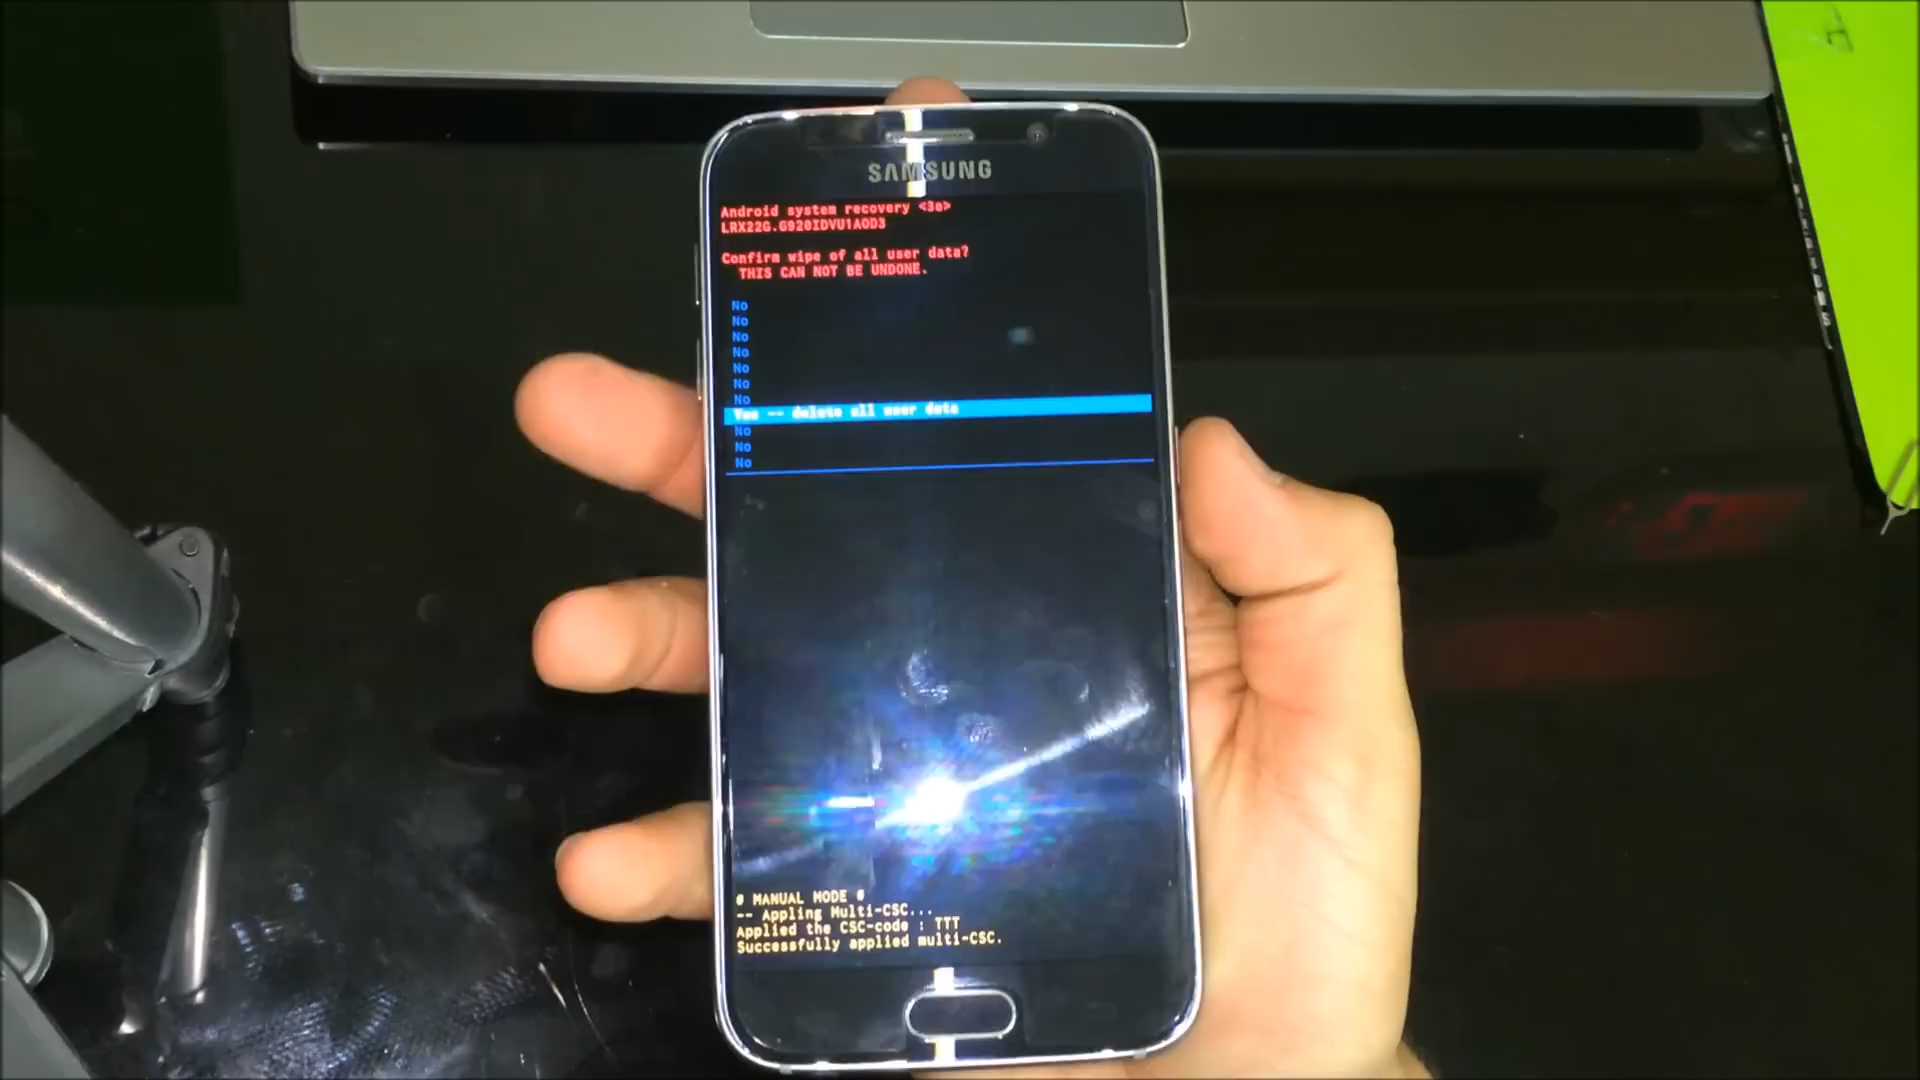 SAMSUNG
Android system recovery <3e>
LRX22G.G920IDVU1AOD3
Confirm wipe of all user data?
THIS CAN NOT BE UNDONE.
No
No
No
No
No
No
No
Yes -- delete all user data
No
No
No
# MANUAL MODE #
-- Appling Multi-CSC...
Applied the CSC-code : TTT
Successfully applied multi-CSC.